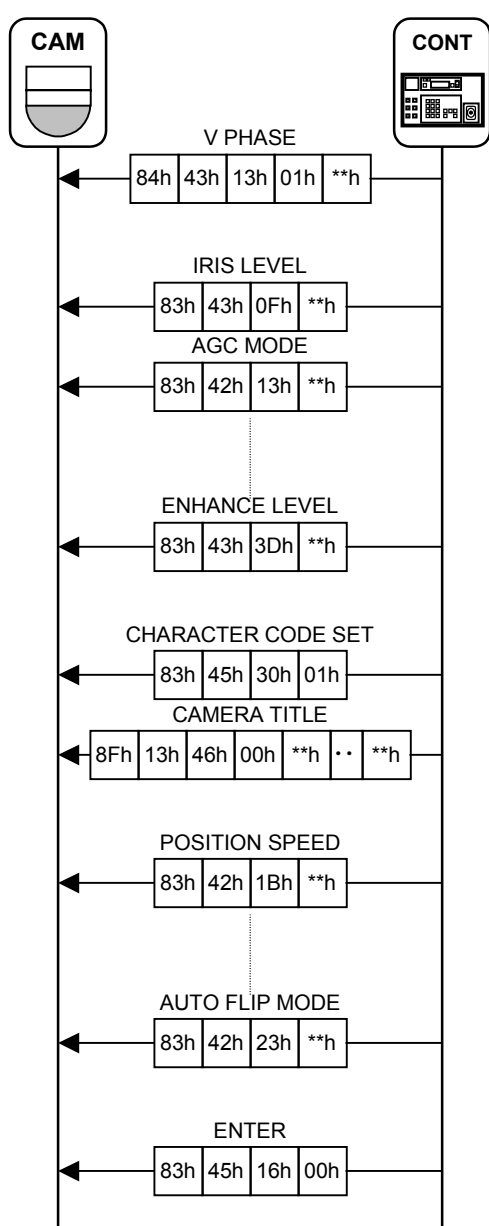 CAM CONT
V PHASE
84h 43h 13h 01h **h
IRIS LEVEL
83h 43h 0Fh **h
AGC MODE
83h 42h 13h **h
ENHANCE LEVEL
83h 43h 3Dh **h
CHARACTER CODE SET
83h 45h 30h 01h
CAMERA TITLE
8Fh 13h 46h 00h **h ・・ **h
POSITION SPEED
83h 42h 1Bh **h
AUTO FLIP MODE
83h 42h 23h **h
ENTER
83h 45h 16h 00h